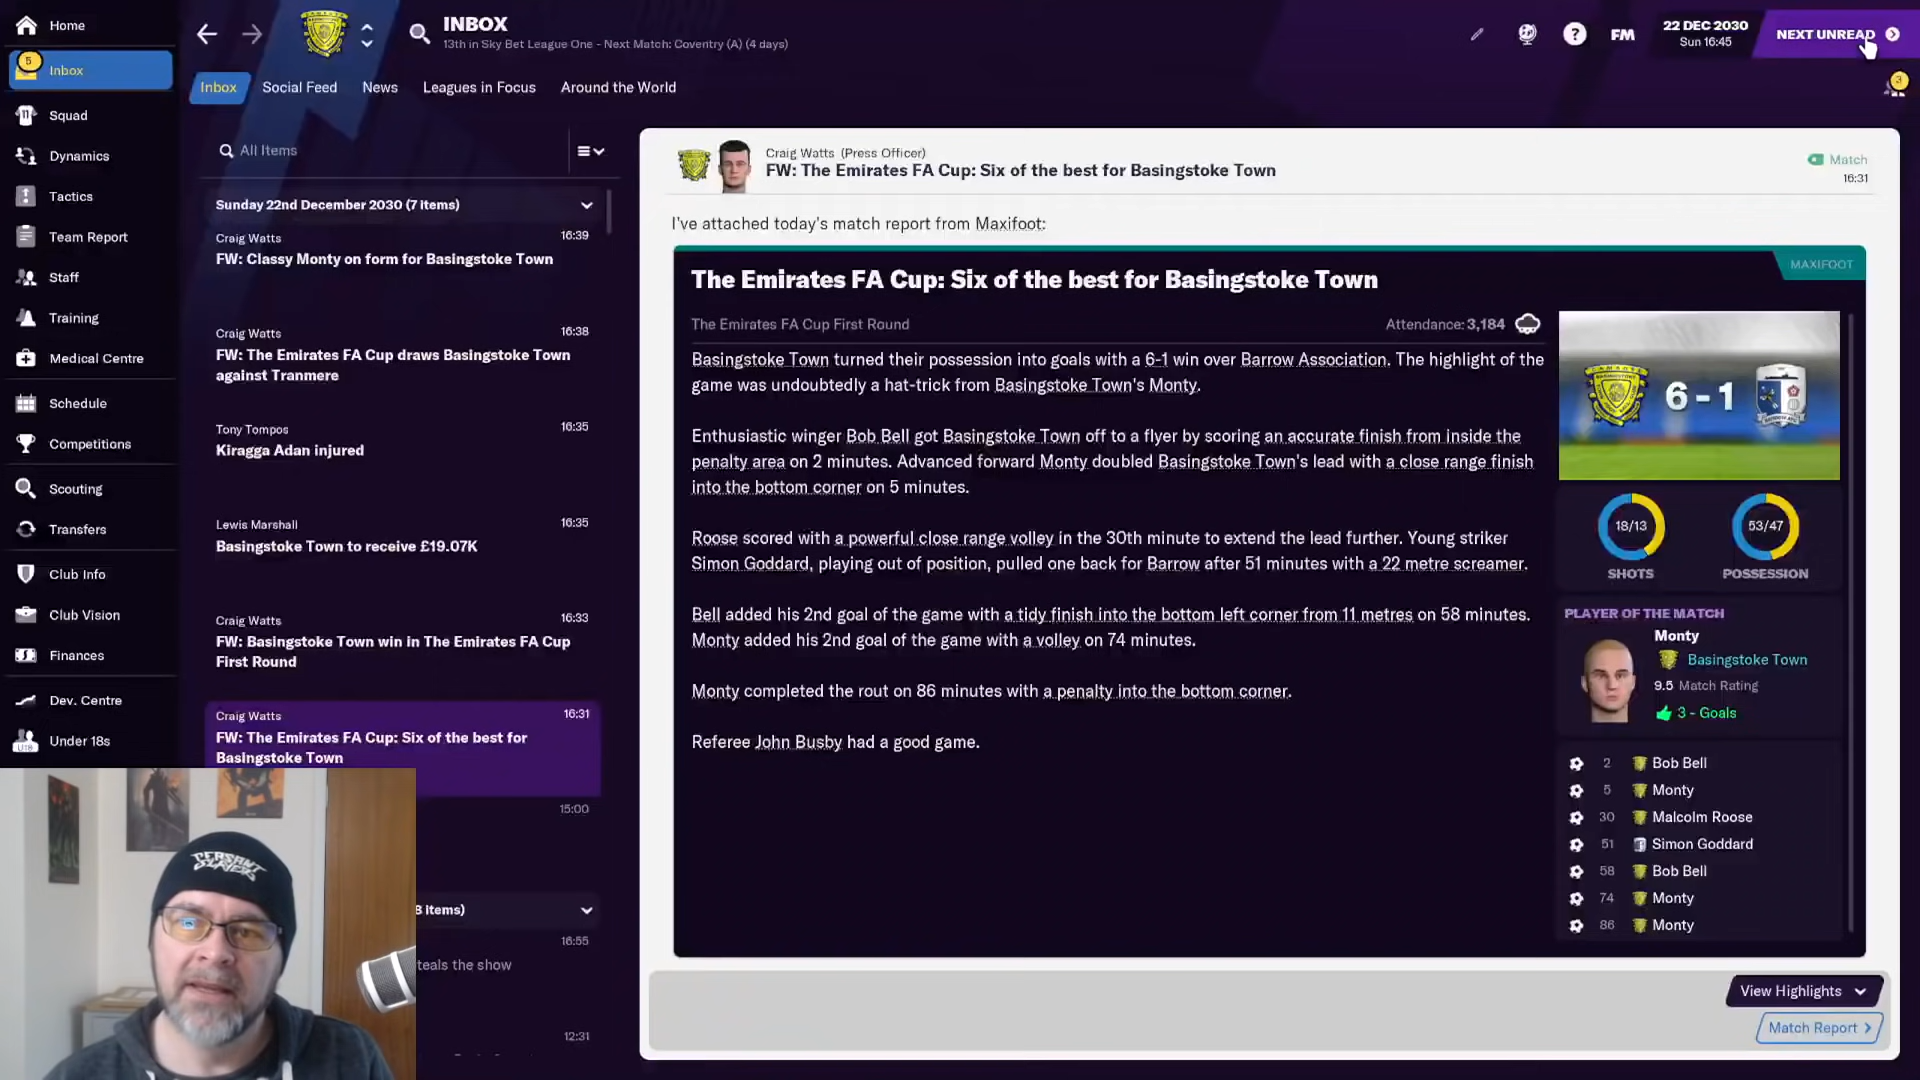 Home
5
Inbox
Squad
Dynamics
Tactics
Team Report
Staff
Training
Medical Centre
Schedule
Competitions
Scouting
Transfers
Club Info
Club Vision
Finances
Dev. Centre
Under 18s
INBOX
13th in Sky Bet League One - Next Match: Coventry (A) (4 days)
FM
22 DEC 2030
Sun 16:45
NEXT UNREAD
3
Inbox
Social Feed
News
Leagues in Focus
Around the World
All Items
Sunday 22nd December 2030 (7 Items)
Craig Watts 16:39
FW: Classy Monty on form for Basingstoke Town
Craig Watts 16:38
FW: The Emirates FA Cup draws Basingstoke Town
against Tranmere
Tony Tompos 16:35
Kiragga Adan injured
Lewis Marshall 16:35
Basingstoke Town to receive £19.07K
Craig Watts 16:33
FW: Basingstoke Town win in The Emirates FA Cup
First Round
Craig Watts 16:31
FW: The Emirates FA Cup: Six of the best for
Basingstoke Town
15:00
8 items)
16:55
teals the show
12:31
Craig Watts (Press Officer)
FW: The Emirates FA Cup: Six of the best for Basingstoke Town
Match
16:31
I've attached today's match report from Maxifoot:
The Emirates FA Cup: Six of the best for Basingstoke Town
MAXIFOOT
The Emirates FA Cup First Round
Attendance: 3,184
Basingstoke Town turned their possession into goals with a 6-1 win over Barrow Association. The highlight of the
game was undoubtedly a hat-trick from Basingstoke Town's Monty.
Enthusiastic winger Bob Bell got Basingstoke Town off to a flyer by scoring an accurate finish from inside the
penalty area on 2 minutes. Advanced forward Monty doubled Basingstoke Town's lead with a close range finish
into the bottom corner on 5 minutes.
Roose scored with a powerful close range volley in the 30th minute to extend the lead further. Young striker
Simon Goddard, playing out of position, pulled one back for Barrow after 51 minutes with a 22 metre screamer.
Bell added his 2nd goal of the game with a tidy finish into the bottom left corner from 11 metres on 58 minutes.
Monty added his 2nd goal of the game with a volley on 74 minutes.
Monty completed the rout on 86 minutes with a penalty into the bottom corner.
Referee John Busby had a good game.
6 - 1
18/13
SHOTS
53/47
POSSESSION
PLAYER OF THE MATCH
Monty
Basingstoke Town
9.5 Match Rating
3 - Goals
2 Bob Bell
5 Monty
30 Malcolm Roose
51 Simon Goddard
58 Bob Bell
74 Monty
86 Monty
View Highlights
Match Report